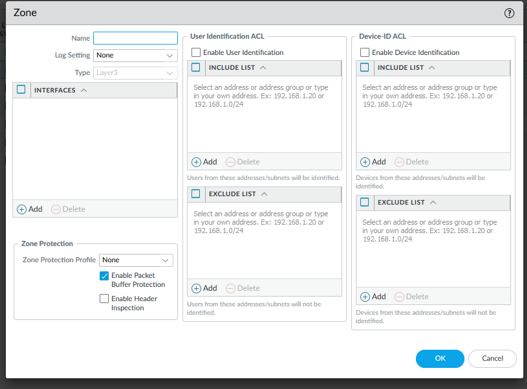 Zone
Name
Log Setting None
Type Layer3
INTERFACES
Add Delete
Zone Protection
Zone Protection Profile None
Enable Packet
Buffer Protection
Enable Header
Inspection
User Identification ACL
Enable User Identification
INCLUDE LIST
Select an address or address group or type
in your own address. Ex: 192.168.1.20 or
192.168.1.0/24
Add Delete
Users from these addresses/subnets will be identified.
EXCLUDE LIST
Select an address or address group or type
in your own address. Ex: 192.168.1.20 or
192.168.1.0/24
Add Delete
Users from these addresses/subnets will not be
identified.
Device-ID ACL
Enable Device Identification
INCLUDE LIST
Select an address or address group or type
in your own address. Ex: 192.168.1.20 or
192.168.1.0/24
Add Delete
Devices from these addresses/subnets will be
identified.
EXCLUDE LIST
Select an address or address group or type
in your own address. Ex: 192.168.1.20 or
192.168.1.0/24
Add Delete
Devices from these addresses/subnets will not be
identified.
OK Cancel